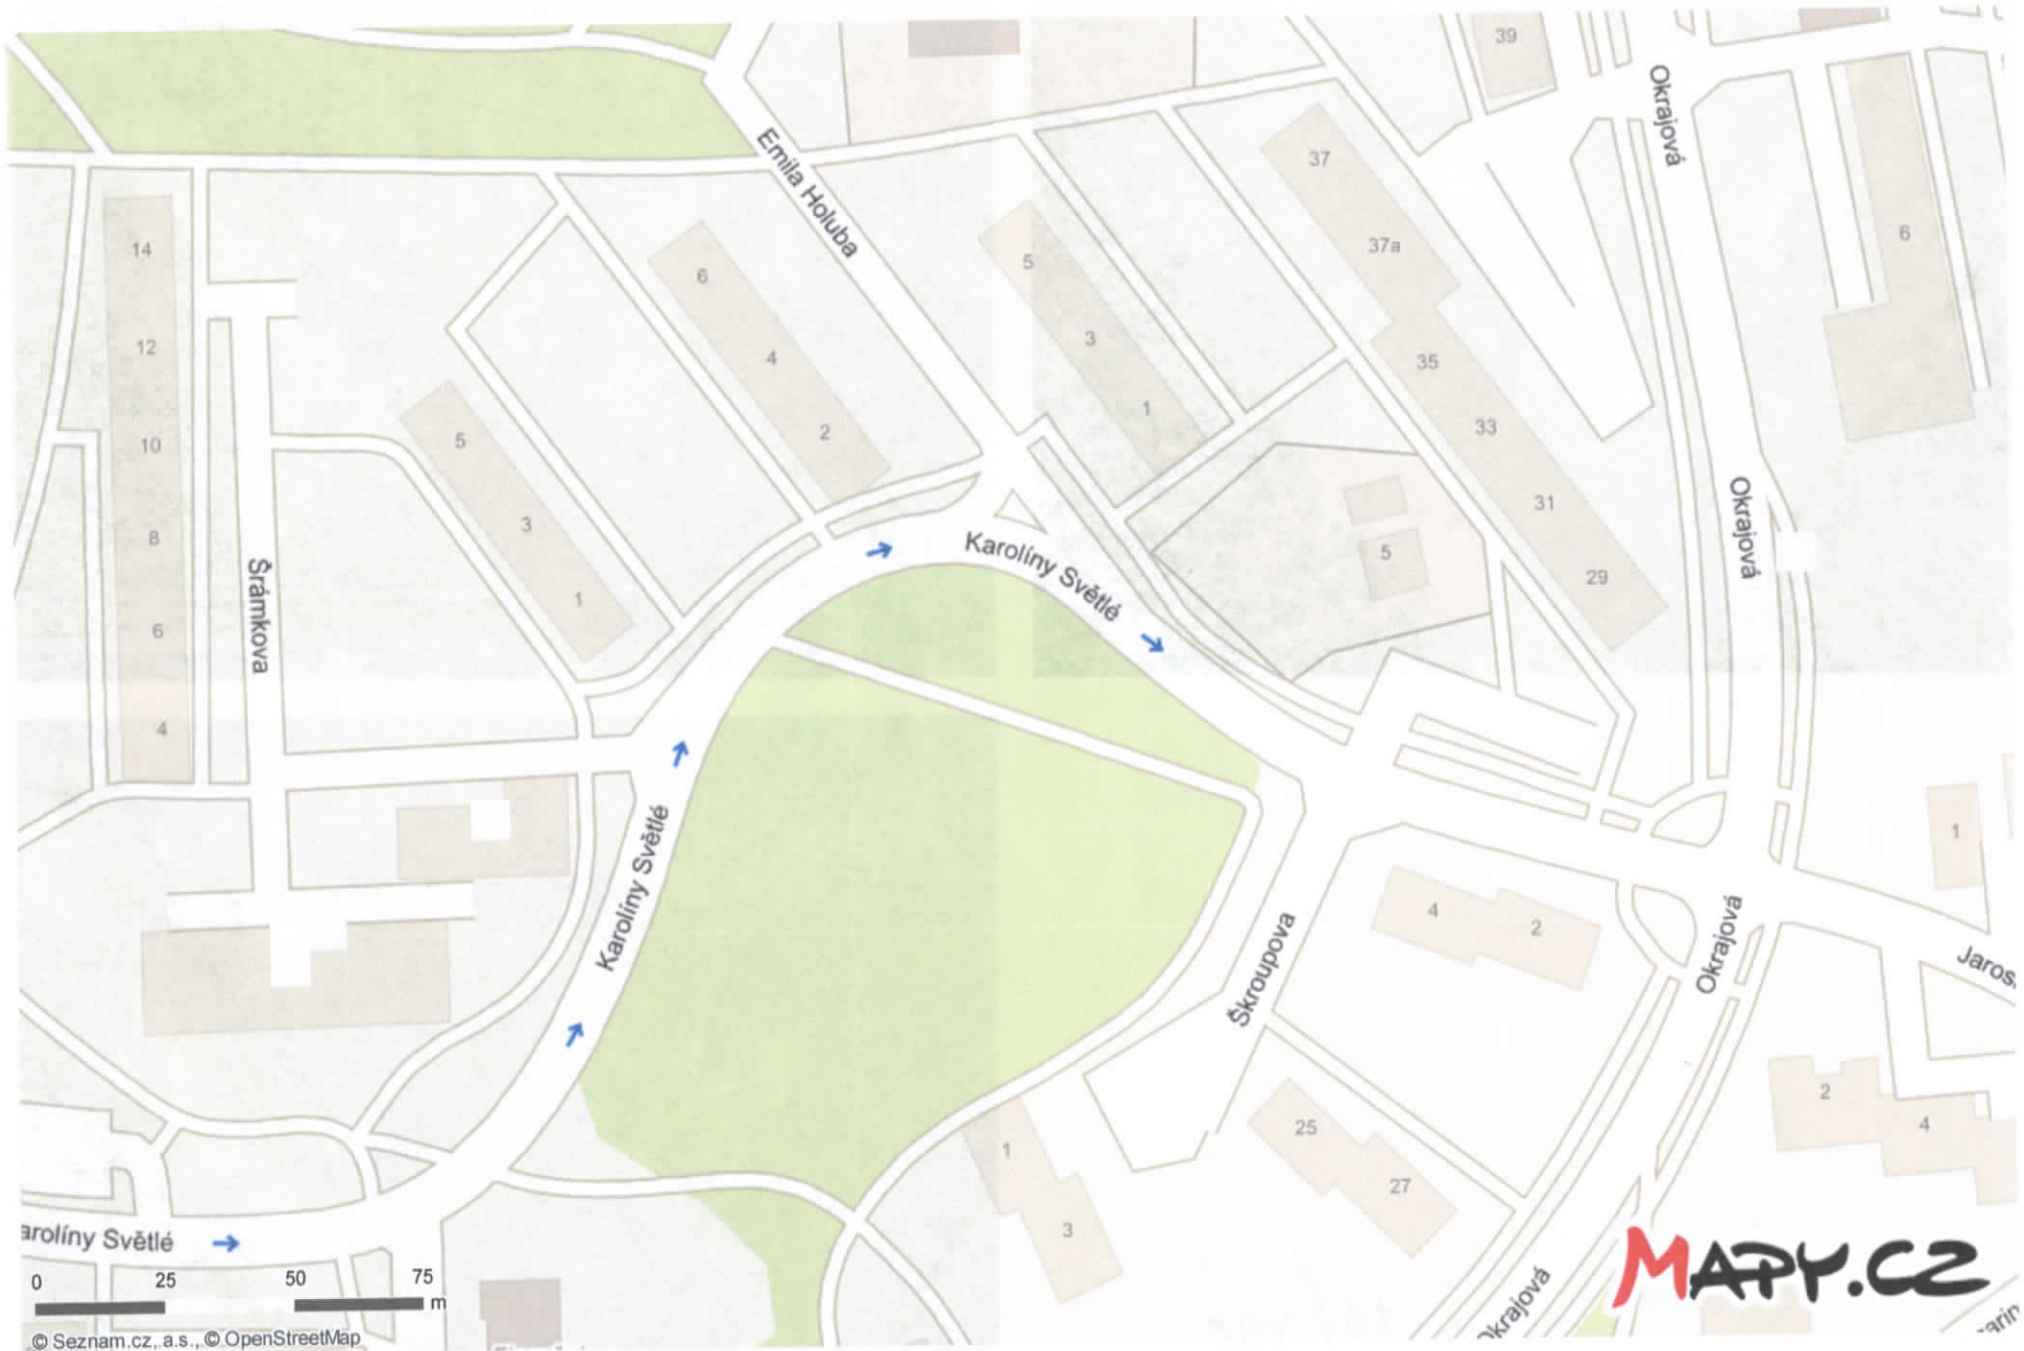 39
Okrajová
Emila Holuba
37
14
6
5
37a
6
12
4
3
35
5
10
2
1
33
Okrajová
3
8
Karolíny Světlé
5
31
Šrámkova
1
29
6
4
Karolíny Světlé
1
4
2
Škroupova
Okrajová
Jaros
1
25
2
4
3
27
arolíny Světlé
0 25 50 75
m
Okrajová
MAPY.CZ
© Seznam.cz, a.s., © OpenStreetMap